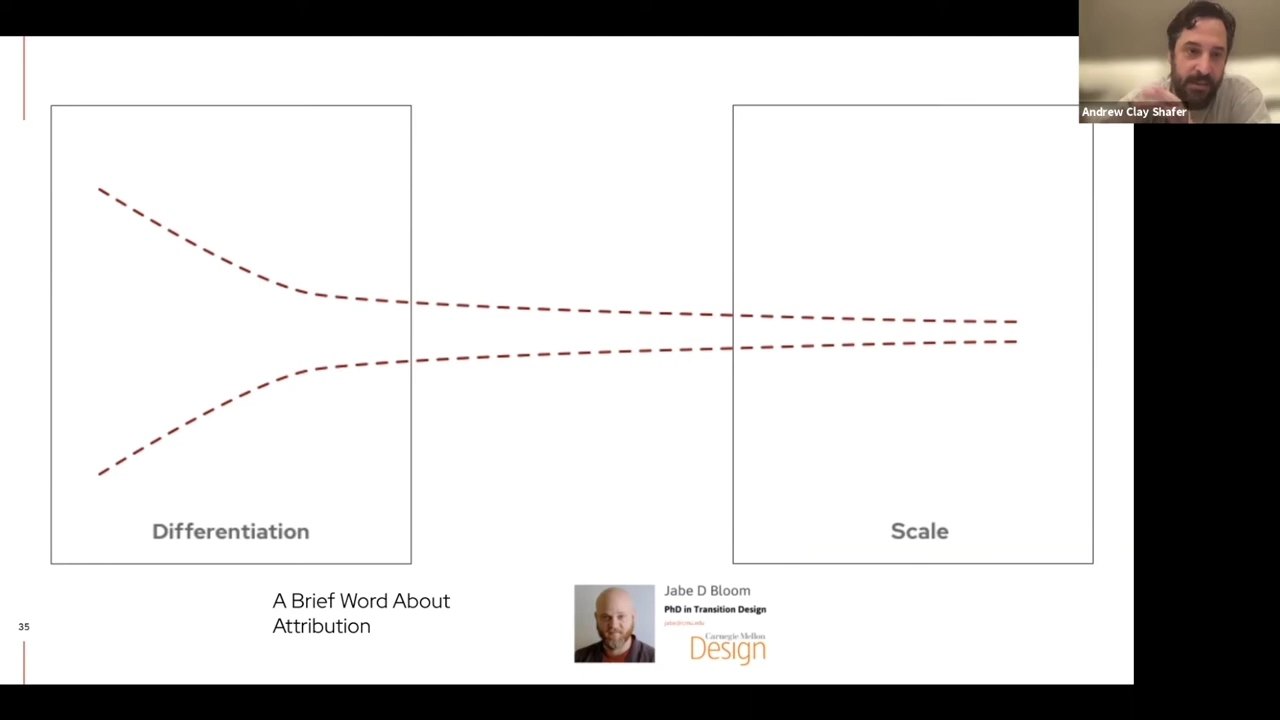 Andrew Clay Shafer
Differentiation
Scale
A Brief Word About
Attribution
Jabe D Bloom
PhD in Transition Design
Carnegie Mellon
Design
35